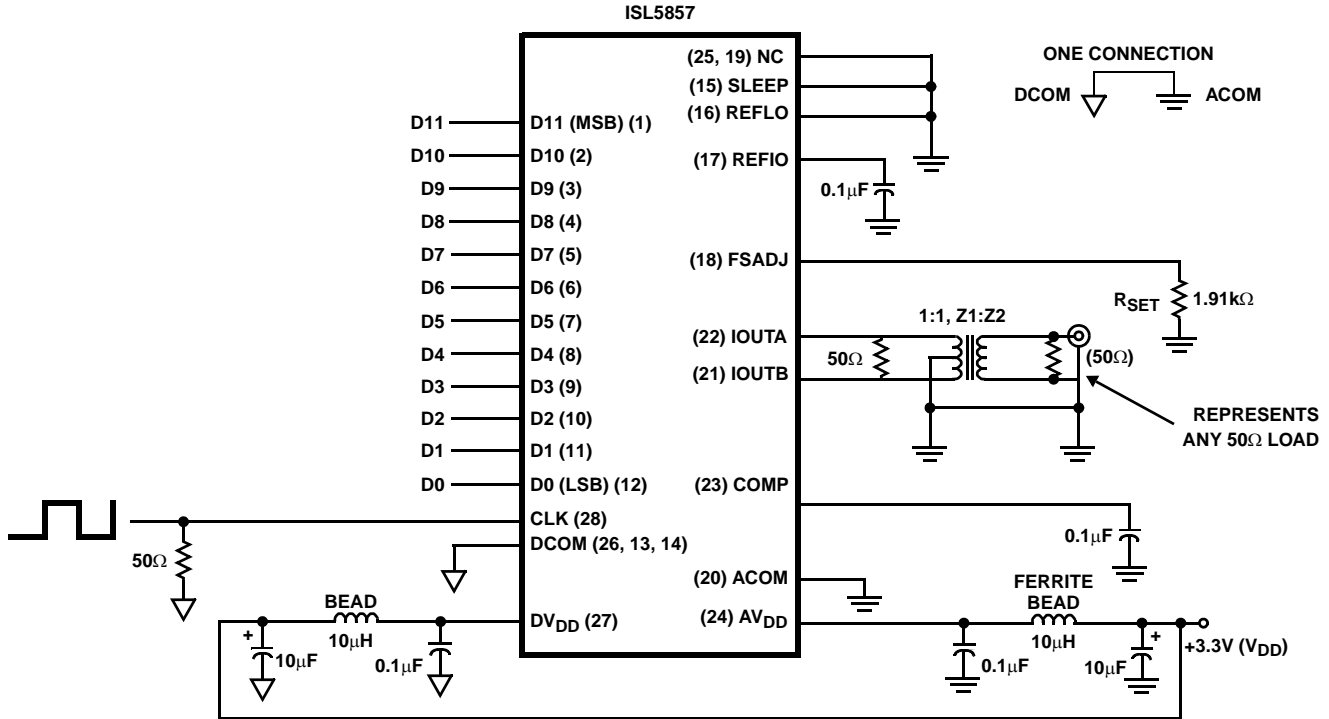 ISL5857
(25, 19) NC
(15) SLEEP
(16) REFLO
ONE CONNECTION
DCOM
ACOM
D11
D11 (MSB) (1)
D10
D10 (2)
(17) REFIO
0.1μF
D9
D9 (3)
D8
D8 (4)
D7
D7 (5)
(18) FSADJ
D6
D6 (6)
RSET
1.91kΩ
D5
D5 (7)
1:1, Z1:Z2
(22) IOUTA
D4
D4 (8)
50Ω
(50Ω)
D3
D3 (9)
(21) IOUTB
D2
D2 (10)
REPRESENTS
ANY 50Ω LOAD
D1
D1 (11)
D0
D0 (LSB) (12)
(23) COMP
CLK (28)
0.1μF
50Ω
DCOM (26, 13, 14)
(20) ACOM
FERRITE
BEAD
BEAD
DVDD (27)
(24) AVDD
+
10μH
10μF
0.1μF
10μH
+
0.1μF
10μF
+3.3V (VDD)